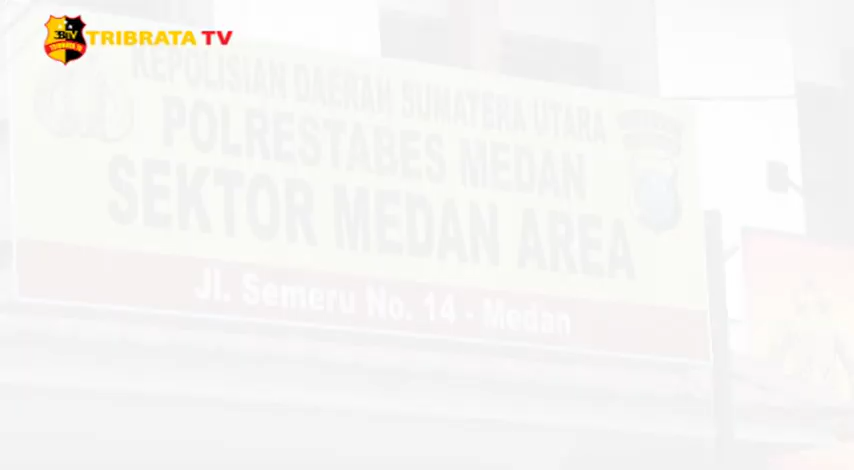 TRIBRATA TV
KEPOLISIAN DAERAH SUMATERA UTARA
POLRESTABES MEDAN
SEKTOR MEDAN AREA
Jl. Semeru No. 14 - Medan